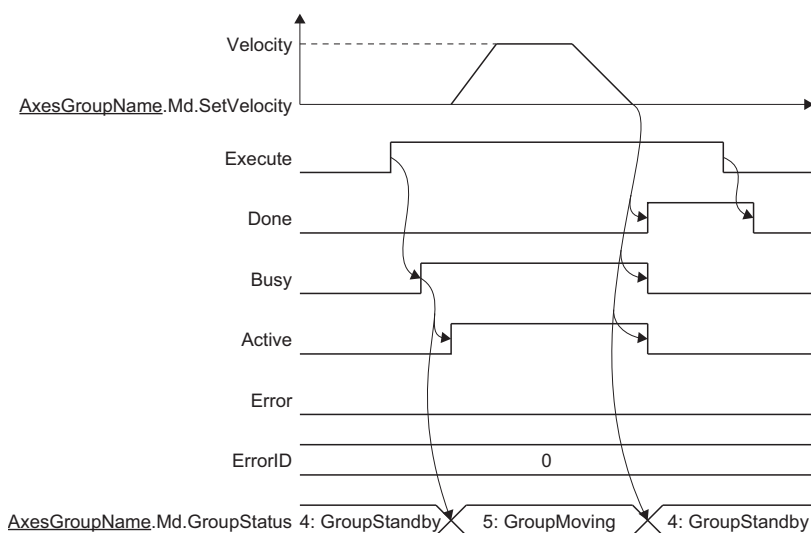 Velocity
AxesGroupName.Md.SetVelocity
Execute
Done
Busy
Active
Error
ErrorID
0
AxesGroupName.Md.GroupStatus 4: GroupStandby 5: GroupMoving 4: GroupStandby